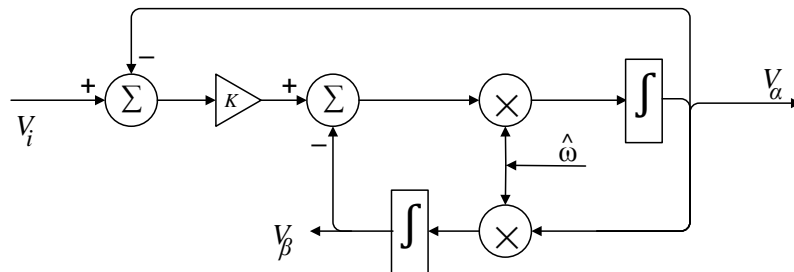 −
+ Σ K + Σ × ∫ V_α
V_i
− ω̂
V_β ∫ ×